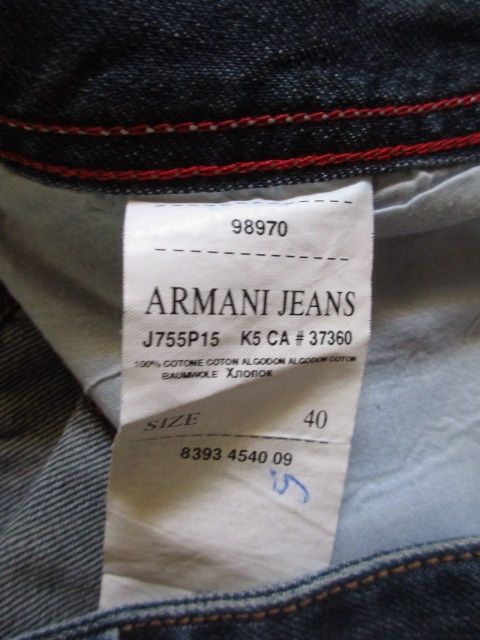 98970
ARMANI JEANS
J755P15 K5 CA # 37360
100% COTONE COTON ALGODON ALGODON COTON
BAUMWOLE Хлопок
SIZE 40
8393 4540 09